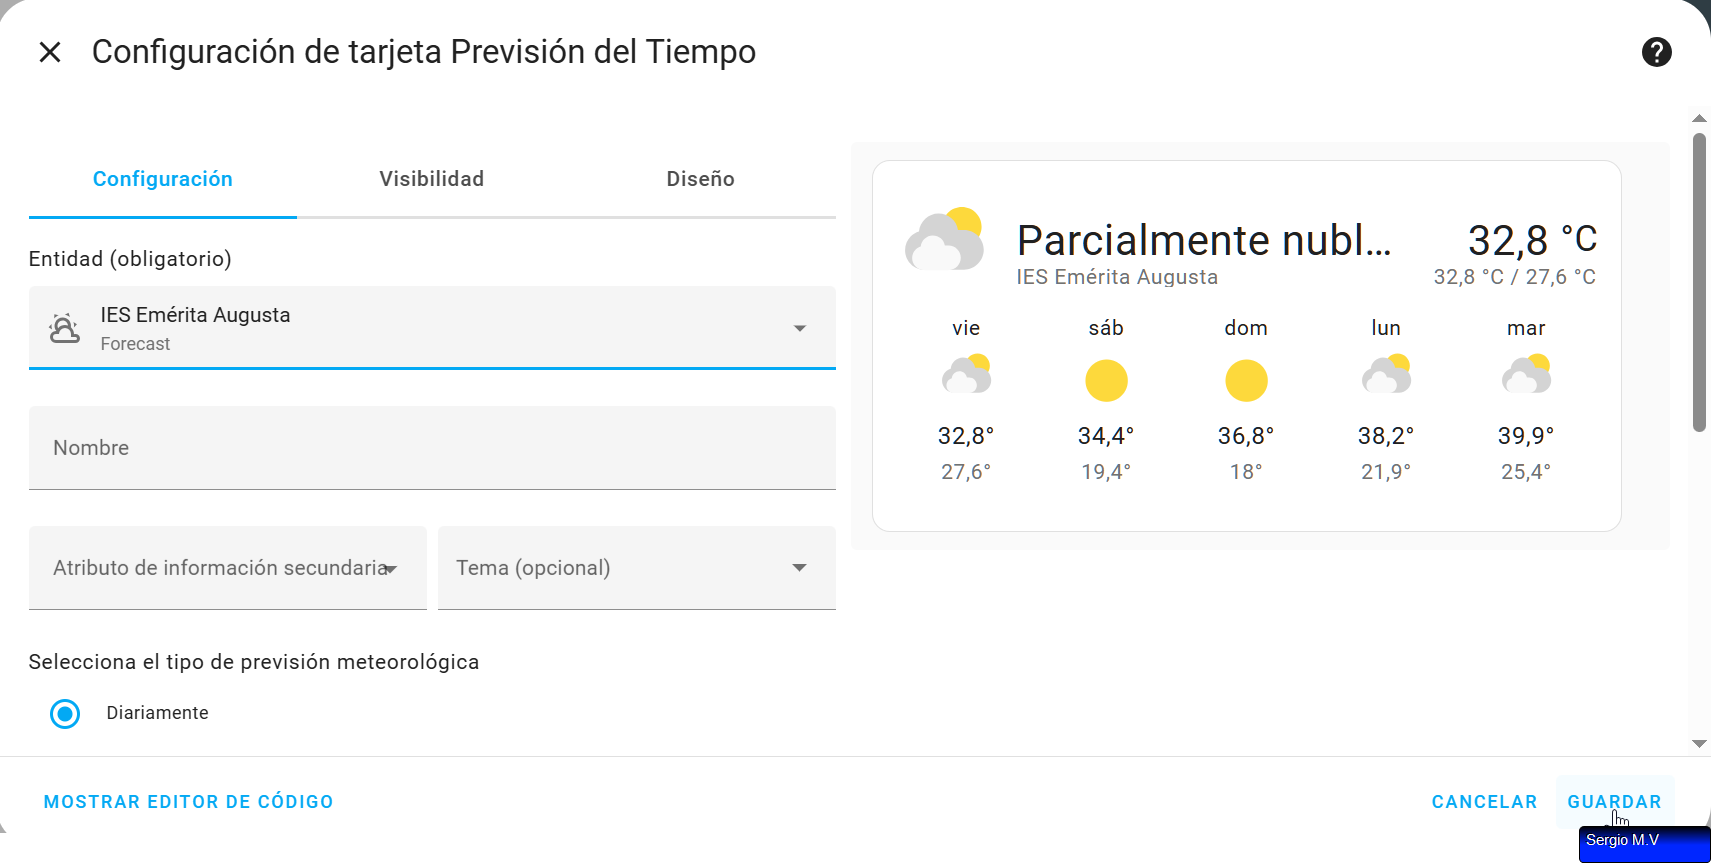 Configuración de tarjeta Previsión del Tiempo
?
Configuración Visibilidad Diseño
Entidad (obligatorio)
IES Emérita Augusta
Forecast
Nombre
Atributo de información secundaria
Tema (opcional)
Selecciona el tipo de previsión meteorológica
Diariamente
Parcialmente nubl... 32,8 °C
IES Emérita Augusta 32,8 °C / 27,6 °C
vie sáb dom lun mar
32,8° 34,4° 36,8° 38,2° 39,9°
27,6° 19,4° 18° 21,9° 25,4°
MOSTRAR EDITOR DE CÓDIGO CANCELAR GUARDAR
Sergio M.V